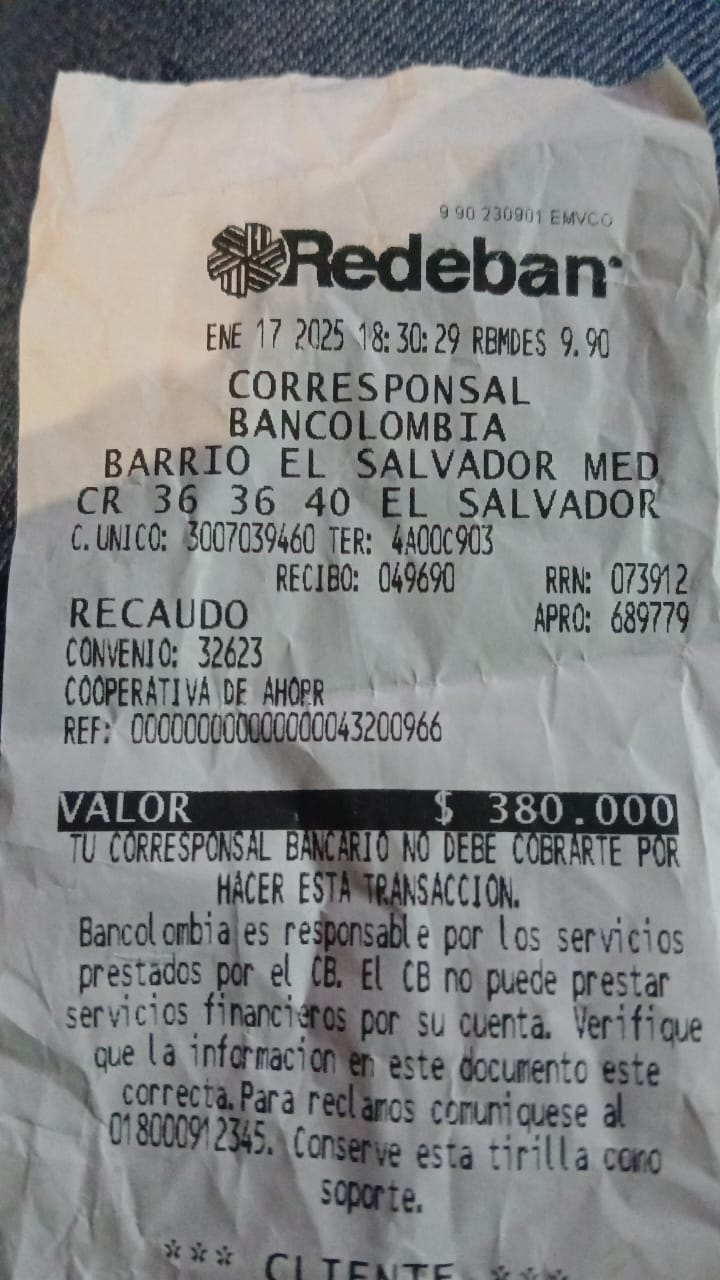 9 90 230901 EMVCO
Redeban
ENE 17 2025 18:30:29 RBMDES 9.90
CORRESPONSAL
BANCOLOMBIA
BARRIO EL SALVADOR MED
CR 36 36 40 EL SALVADOR
C.UNICO: 3007039460 TER: 4A00C903
RECIBO: 049690 RRN: 073912
RECAUDO APRO: 689779
CONVENIO: 32623
COOPERATIVA DE AHORR
REF: 000000000000000043200966
VALOR $ 380.000
TU CORRESPONSAL BANCARIO NO DEBE COBRARTE POR
HACER ESTA TRANSACCION.
Bancolombia es responsable por los servicios
prestados por el CB. El CB no puede prestar
servicios financieros por su cuenta. Verifique
que la informacion en este documento este
correcta.Para reclamos comuniquese al
018000912345. Conserve esta tirilla como
soporte.
*** CLIENTE ***